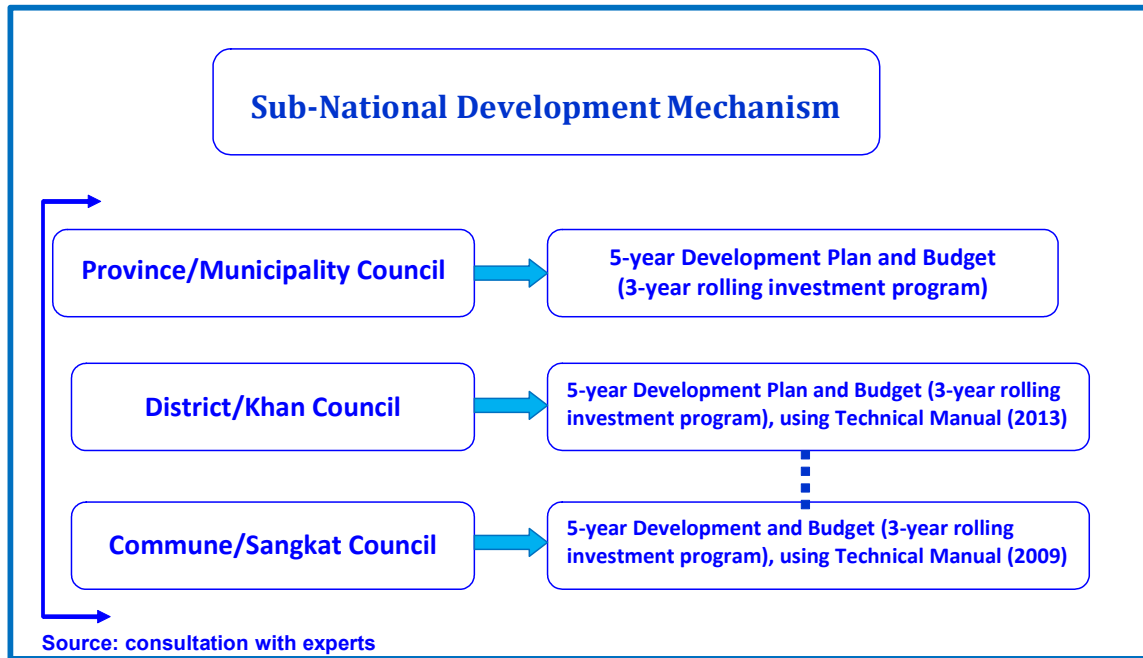 Sub-National Development Mechanism
Province/Municipality Council
5-year Development Plan and Budget
(3-year rolling investment program)
District/Khan Council
5-year Development Plan and Budget (3-year rolling
investment program), using Technical Manual (2013)
Commune/Sangkat Council
5-year Development and Budget (3-year rolling
investment program), using Technical Manual (2009)
Source: consultation with experts